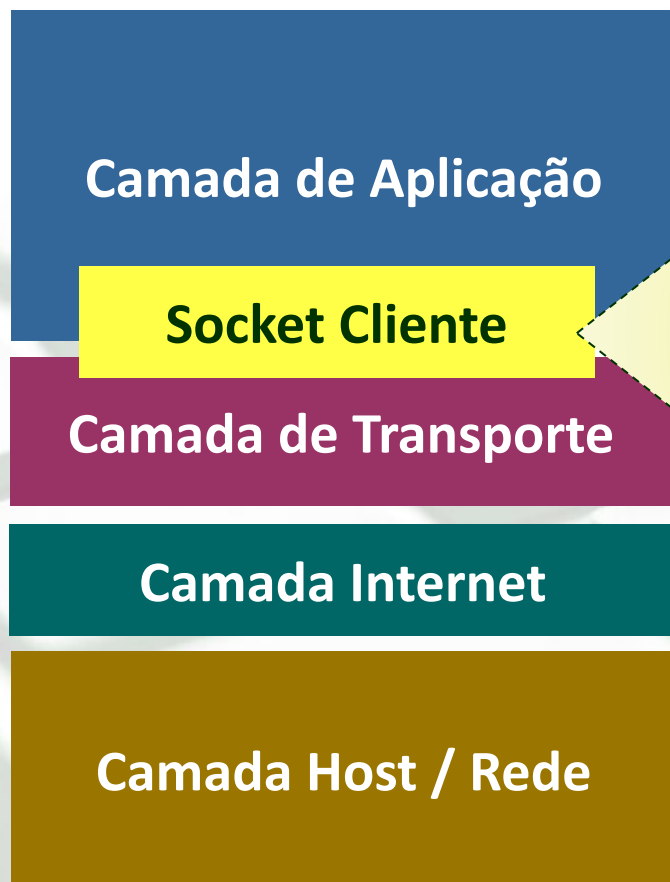 Camada de Aplicação
Socket Cliente
Camada de Transporte
Camada Internet
Camada Host / Rede